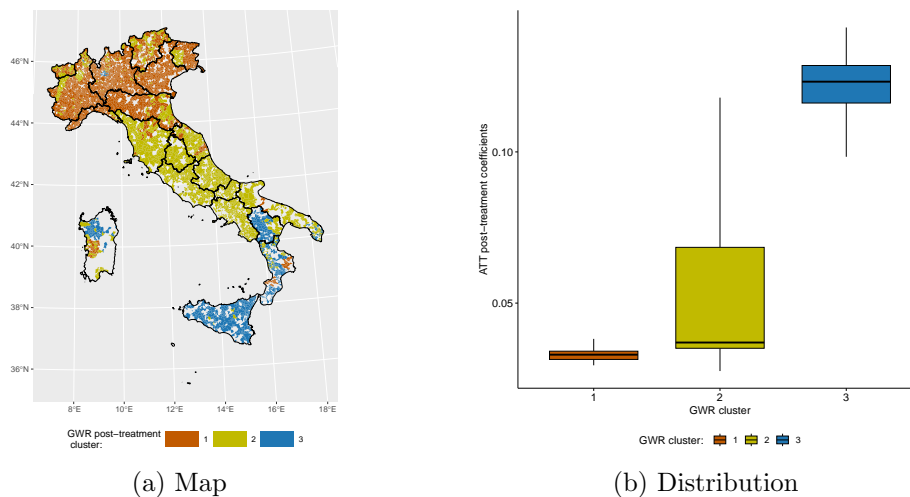 46°N
44°N
42°N
40°N
38°N
36°N
8°E 10°E 12°E 14°E 16°E 18°E
GWR post−treatment
cluster:
1 2 3
(a) Map
ATT post−treatment coefficients
0.10
0.05
1 2 3
GWR cluster
GWR cluster: 1 2 3
(b) Distribution